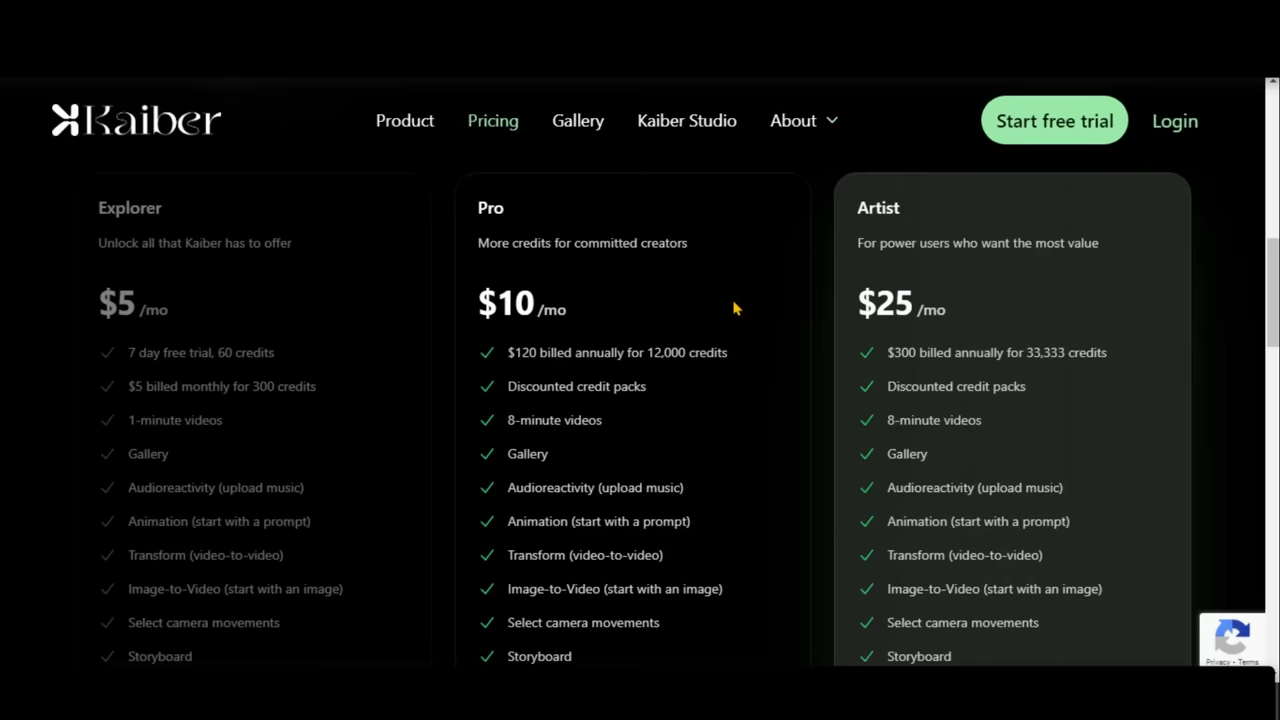 Kaiber
Product
Pricing
Gallery
Kaiber Studio
About
Start free trial
Login
Explorer
Unlock all that Kaiber has to offer
$5 /mo
7 day free trial, 60 credits
$5 billed monthly for 300 credits
1-minute videos
Gallery
Audioreactivity (upload music)
Animation (start with a prompt)
Transform (video-to-video)
Image-to-Video (start with an image)
Select camera movements
Storyboard
Pro
More credits for committed creators
$10 /mo
$120 billed annually for 12,000 credits
Discounted credit packs
8-minute videos
Gallery
Audioreactivity (upload music)
Animation (start with a prompt)
Transform (video-to-video)
Image-to-Video (start with an image)
Select camera movements
Storyboard
Artist
For power users who want the most value
$25 /mo
$300 billed annually for 33,333 credits
Discounted credit packs
8-minute videos
Gallery
Audioreactivity (upload music)
Animation (start with a prompt)
Transform (video-to-video)
Image-to-Video (start with an image)
Select camera movements
Storyboard
Privacy - Terms